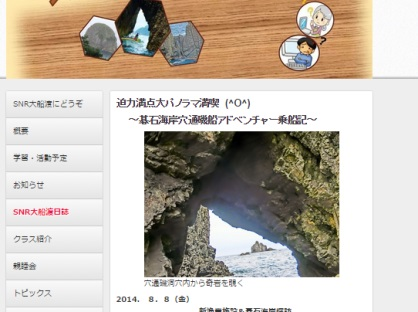 SNR大船渡にどうそ
概要
学習・活動予定
お知らせ
SNR大船渡日誌
クラス紹介
親睦会
トピックス
迫力満点大パノラマ満喫 (^O^)
～碁石海岸穴通磯船アドベンチャー乗船記～
穴通磯洞穴内から奇岩を覗く
2014. 8. 8 (金)